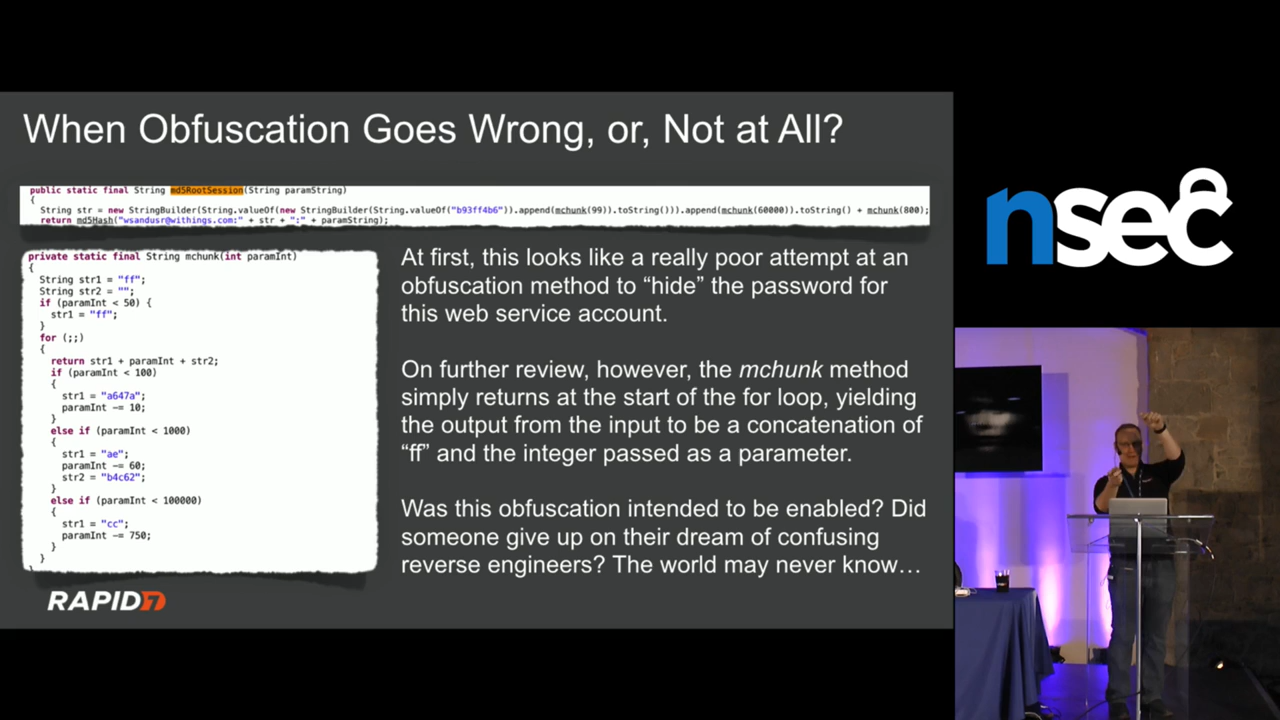 When Obfuscation Goes Wrong, or, Not at All?
public static final String md5RootSession(String paramString)
{
String str = new StringBuilder(String.valueOf(new StringBuilder(String.valueOf("b93ff4b6")).append(mchunk(99)).toString())).append(mchunk(60000)).toString() + mchunk(800);
return md5Hash("wsandusr@withings.com:" + str + ":" + paramString);
private static final String mchunk(int paramInt)
{
String str1 = "ff";
String str2 = "";
if (paramInt < 50) {
str1 = "ff";
}
for (;;)
{
return str1 + paramInt + str2;
if (paramInt < 100)
{
str1 = "a647a";
paramInt -= 10;
}
else if (paramInt < 1000)
{
str1 = "ae";
paramInt -= 60;
str2 = "b4c62";
}
else if (paramInt < 100000)
{
str1 = "cc";
paramInt -= 750;
}
}
At first, this looks like a really poor attempt at an
obfuscation method to “hide” the password for
this web service account.
On further review, however, the mchunk method
simply returns at the start of the for loop, yielding
the output from the input to be a concatenation of
“ff” and the integer passed as a parameter.
Was this obfuscation intended to be enabled? Did
someone give up on their dream of confusing
reverse engineers? The world may never know…
RAPID7
nsec